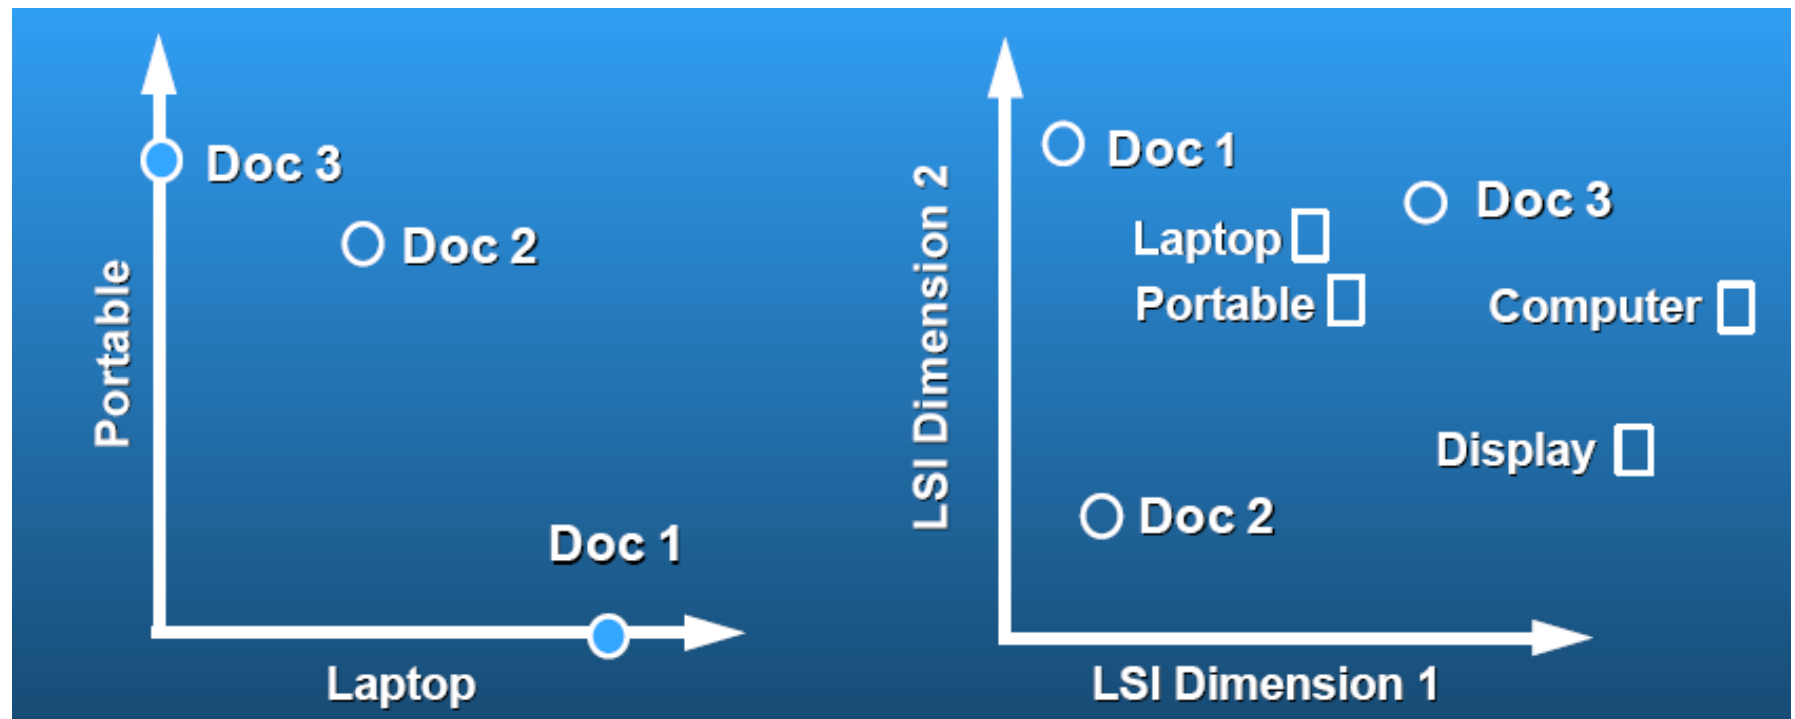 Portable
Doc 3
Doc 2
Doc 1
Laptop
LSI Dimension 2
Doc 1
Doc 3
Laptop
Portable
Computer
Display
Doc 2
LSI Dimension 1